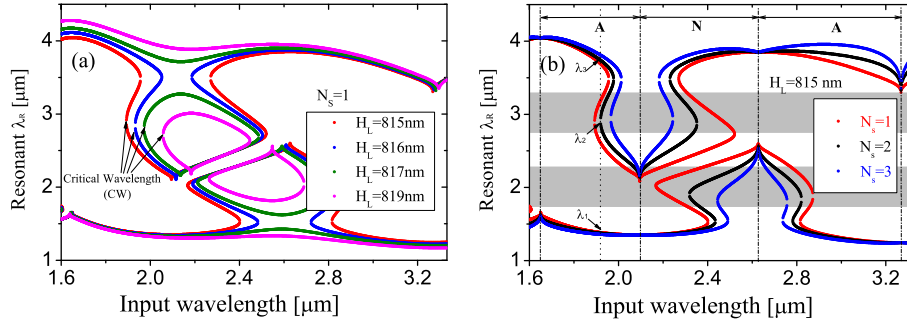 (a)
N_S=1
H_L=815nm
H_L=816nm
H_L=817nm
H_L=819nm
Critical Wavelength
(CW)
Resonant λ_R [μm]
4
3
2
1
1.6
2.0
2.4
2.8
3.2
Input wavelength [μm]
(b)
A
N
A
λ_3
λ_2
λ_1
H_L=815 nm
N_s=1
N_s=2
N_s=3
Resonant λ_R [μm]
4
3
2
1
1.6
2.0
2.4
2.8
3.2
Input wavelength [μm]